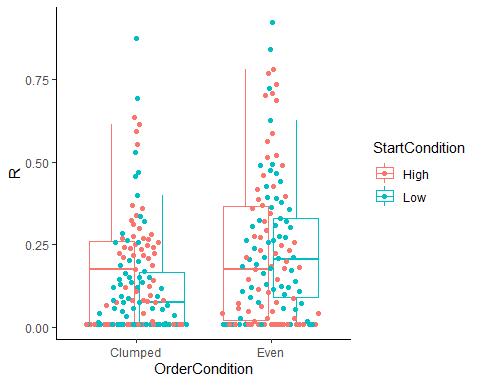 R
0.75
0.50
0.25
0.00
Clumped
Even
OrderCondition
StartCondition
High
Low